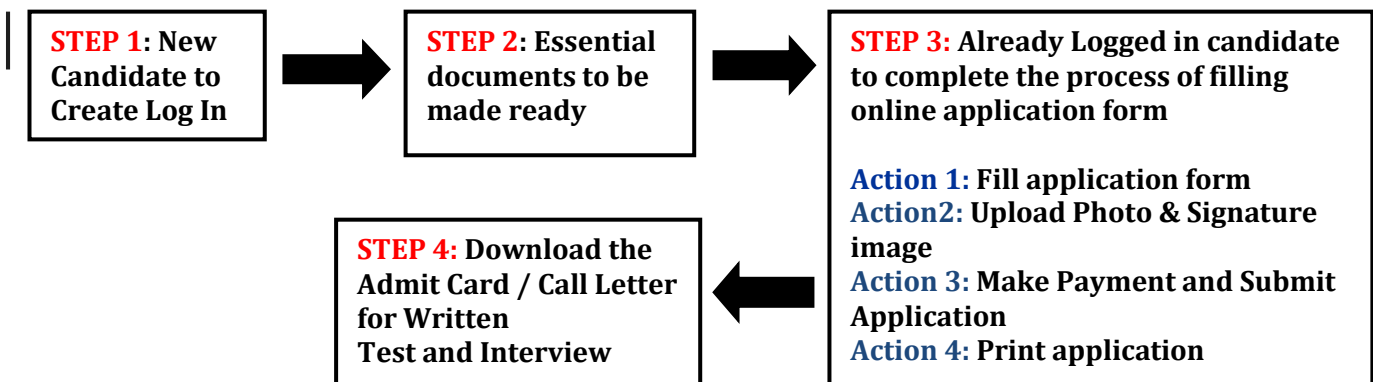 STEP 1: New
Candidate to
Create Log In
STEP 2: Essential
documents to be
made ready
STEP 3: Already Logged in candidate
to complete the process of filling
online application form
Action 1: Fill application form
Action2: Upload Photo & Signature
image
Action 3: Make Payment and Submit
Application
Action 4: Print application
STEP 4: Download the
Admit Card / Call Letter
for Written
Test and Interview